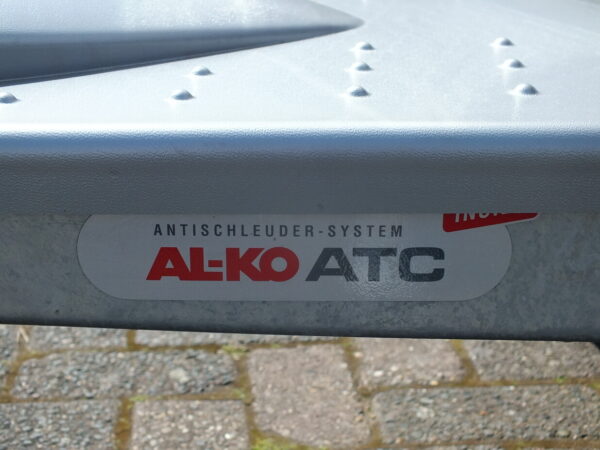 ANTISCHLEUDER-SYSTEM
AL-KO ATC